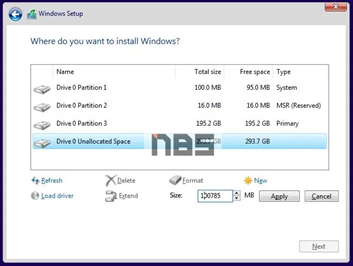 Windows Setup
Where do you want to install Windows?
Name Total size Free space Type
Drive 0 Partition 1 100.0 MB 95.0 MB System
Drive 0 Partition 2 16.0 MB 16.0 MB MSR (Reserved)
Drive 0 Partition 3 195.2 GB 195.2 GB Primary
Drive 0 Unallocated Space 293.7 GB 293.7 GB
NBS
Refresh Delete Format New
Load driver Extend Size: 100785 MB Apply Cancel
Next